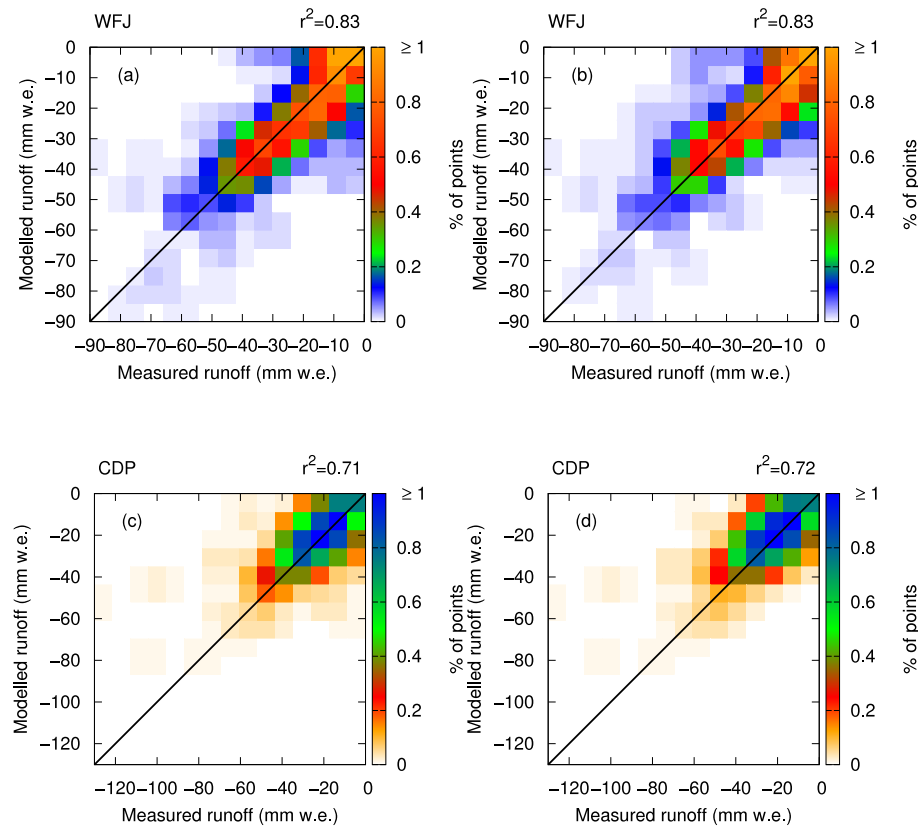 WFJ r²=0.83
(a)
0
−10
−20
−30
−40
−50
−60
−70
−80
−90
Modelled runoff (mm w.e.)
−90 −80 −70 −60 −50 −40 −30 −20 −10 0
Measured runoff (mm w.e.)
≥ 1
0.8
0.6
0.4
0.2
0
% of points
WFJ r²=0.83
(b)
0
−10
−20
−30
−40
−50
−60
−70
−80
−90
Modelled runoff (mm w.e.)
−90 −80 −70 −60 −50 −40 −30 −20 −10 0
Measured runoff (mm w.e.)
≥ 1
0.8
0.6
0.4
0.2
0
% of points
CDP r²=0.71
(c)
0
−20
−40
−60
−80
−100
−120
Modelled runoff (mm w.e.)
−120 −100 −80 −60 −40 −20 0
Measured runoff (mm w.e.)
≥ 1
0.8
0.6
0.4
0.2
0
% of points
CDP r²=0.72
(d)
0
−20
−40
−60
−80
−100
−120
Modelled runoff (mm w.e.)
−120 −100 −80 −60 −40 −20 0
Measured runoff (mm w.e.)
≥ 1
0.8
0.6
0.4
0.2
0
% of points